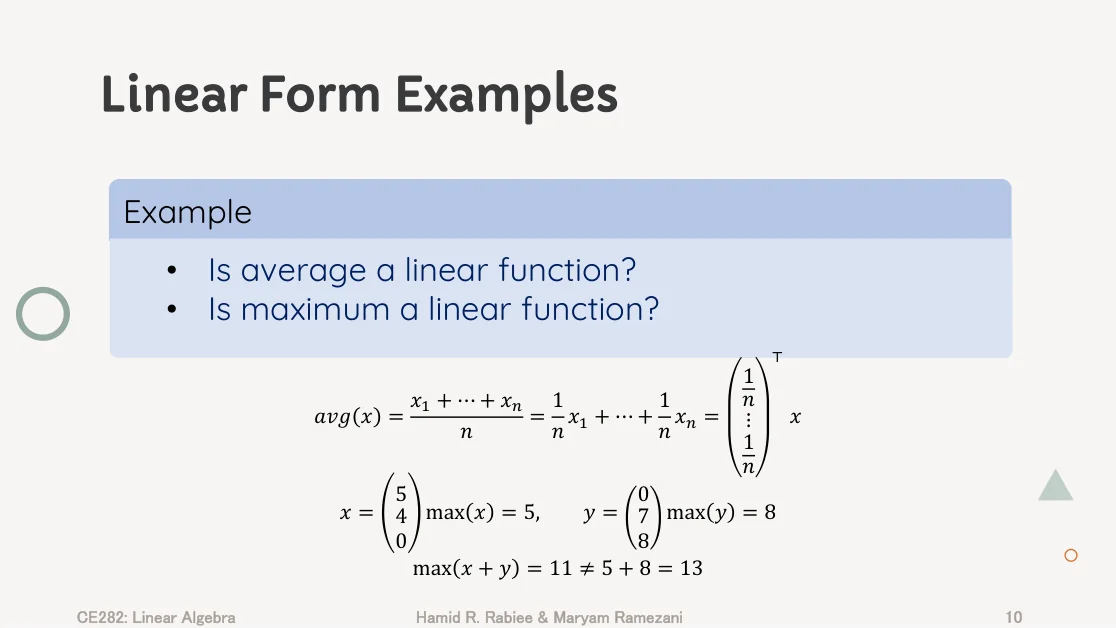 Linear Form Examples
Example
• Is average a linear function?
• Is maximum a linear function?
𝑎𝑣𝑔(𝑥) = (𝑥₁ + ⋯ + 𝑥ₙ)/𝑛 = 1/𝑛 𝑥₁ + ⋯ + 1/𝑛 𝑥ₙ = (1/𝑛 ⋮ 1/𝑛)^⊤ 𝑥
𝑥 = (5 4 0) max(𝑥) = 5, 𝑦 = (0 7 8) max(𝑦) = 8
max(𝑥 + 𝑦) = 11 ≠ 5 + 8 = 13
CE282: Linear Algebra Hamid R. Rabiee & Maryam Ramezani 10